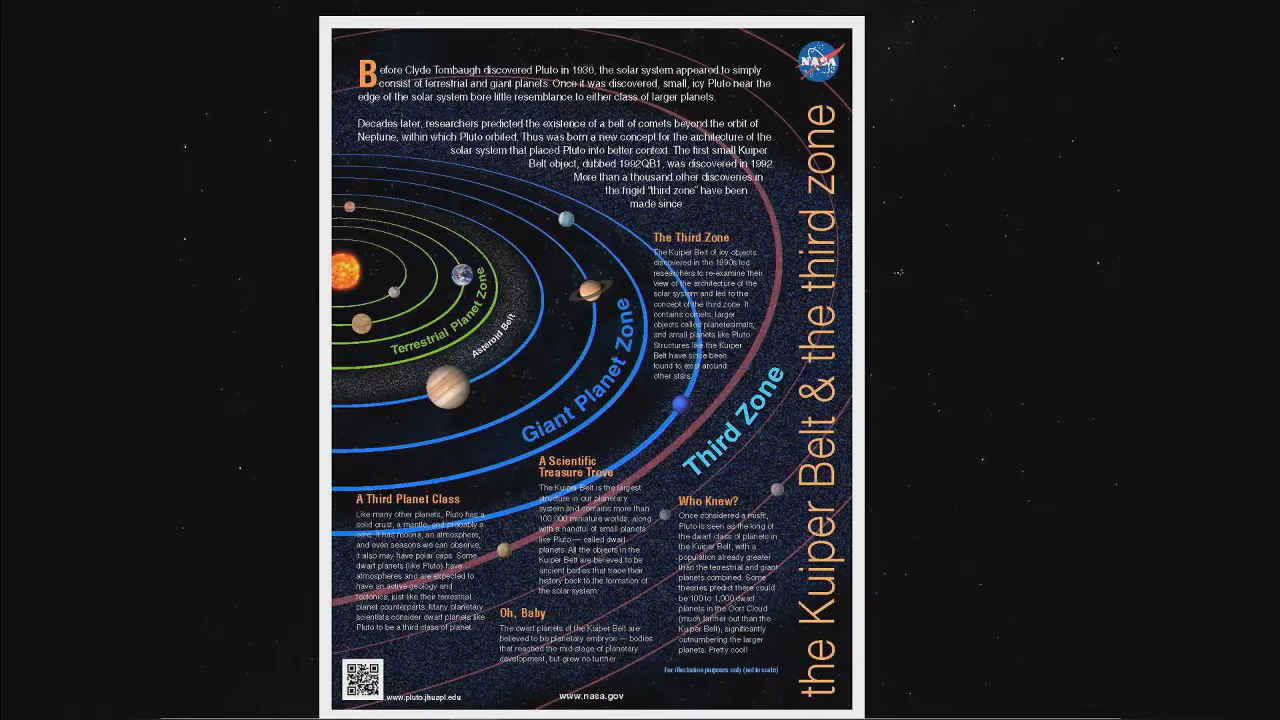 NASA
Before Clyde Tombaugh discovered Pluto in 1930, the solar system appeared to simply
consist of terrestrial and giant planets. Once it was discovered, small, icy Pluto near the
edge of the solar system bore little resemblance to either class of larger planets.
Decades later, researchers predicted the existence of a belt of comets beyond the orbit of
Neptune, within which Pluto orbited. Thus was born a new concept for the architecture of the
solar system that placed Pluto into better context. The first small Kuiper
Belt object, dubbed 1992QB1, was discovered in 1992.
More than a thousand other discoveries in
the frigid "third zone" have been
made since.
the Kuiper Belt & the third zone
The Third Zone
The Kuiper Belt of icy objects
discovered in the 1990s led
researchers to re-examine their
view of the architecture of the
solar system and led to the
concept of the third zone. It
contains comets, larger
objects called planetesimals,
and small planets like Pluto.
Structures like the Kuiper
Belt have since been
found to exist around
other stars.
Terrestrial Planet Zone
Asteroid Belt
Giant Planet zone
Third Zone
A Scientific
Treasure Trove
The Kuiper Belt is the largest
structure in our planetary
system and contains more than
100,000 miniature worlds, along
with a handful of small planets
like Pluto — called dwarf
planets. All the objects in the
Kuiper Belt are believed to be
ancient bodies that trace their
history back to the formation of
the solar system.
A Third Planet Class
Like many other planets, Pluto has a
solid crust, a mantle, and probably a
core. It has moons, an atmosphere,
and even seasons we can observe;
it also may have polar caps. Some
dwarf planets (like Pluto) have
atmospheres and are expected to
have an active geology and
tectonics, just like their terrestrial
planet counterparts. Many planetary
scientists consider dwarf planets like
Pluto to be a third class of planet.
Who Knew?
Once considered a misfit,
Pluto is seen as the king of
the dwarf class of planets in
the Kuiper Belt, with a
population already greater
than the terrestrial and giant
planets combined. Some
theories predict there could
be 100 to 1,000 dwarf
planets in the Oort Cloud
(much farther out than the
Kuiper Belt), significantly
outnumbering the larger
planets. Pretty cool!
Oh, Baby
The dwarf planets of the Kuiper Belt are
believed to be planetary embryos — bodies
that reached the mid-stage of planetary
development, but grew no further
For illustration purposes only (not to scale)
www.pluto.jhuapl.edu
www.nasa.gov